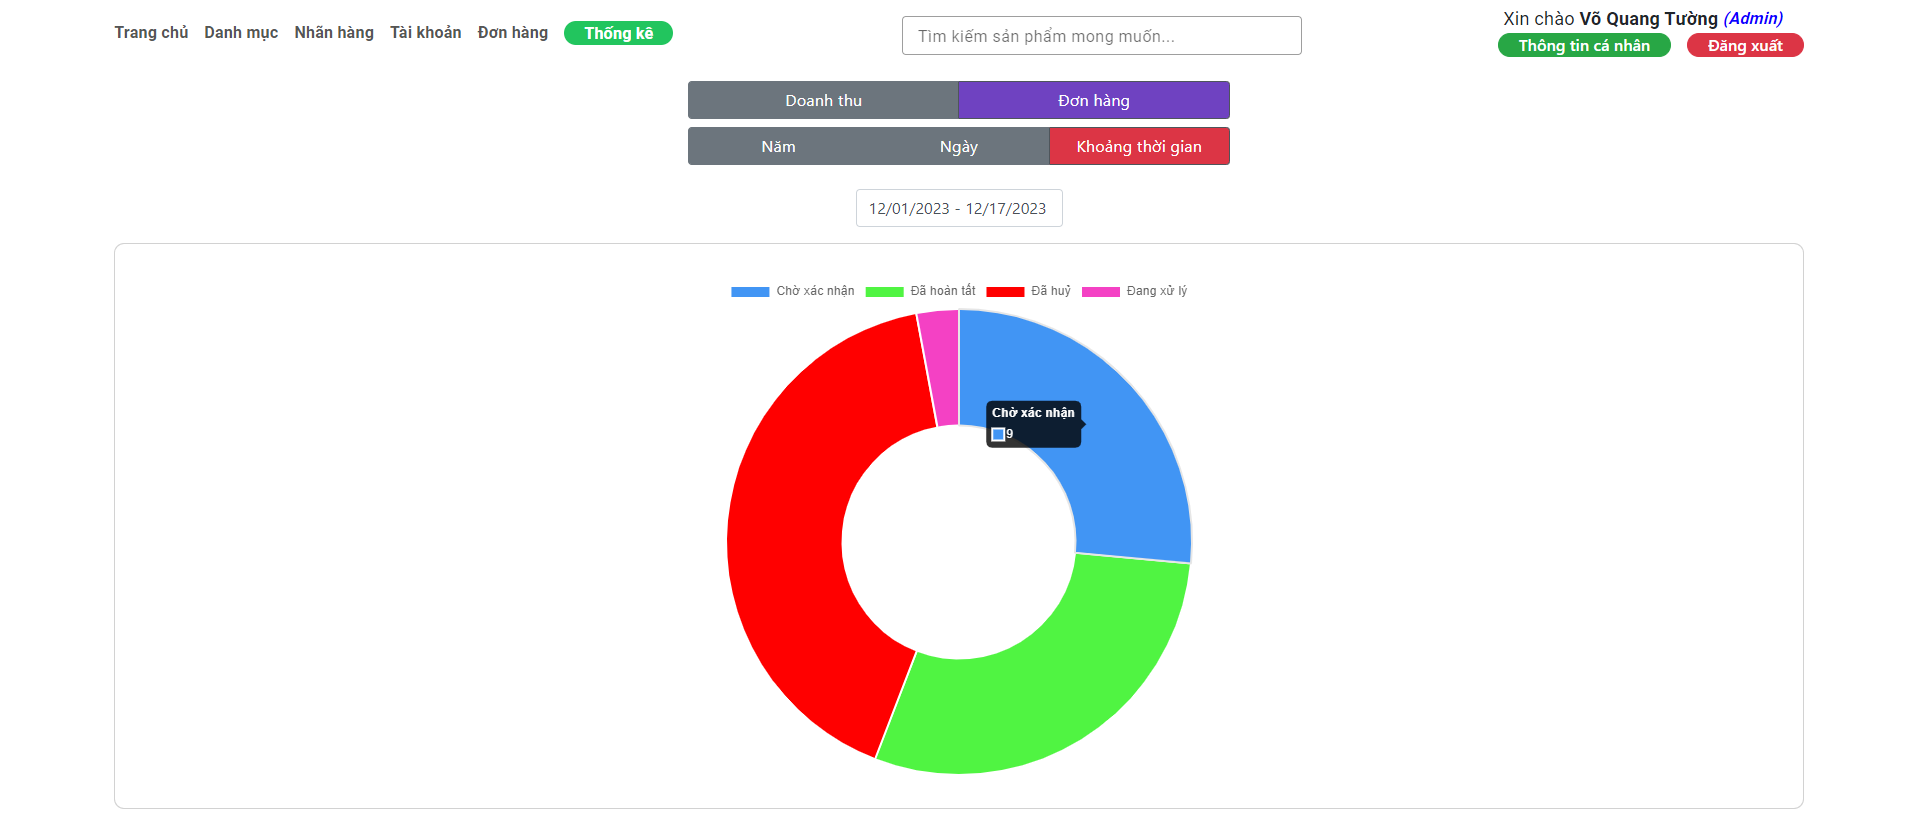 Trang chủ Danh mục Nhãn hàng Tài khoản Đơn hàng Thống kê
Tìm kiếm sản phẩm mong muốn...
Xin chào Võ Quang Tường (Admin)
Thông tin cá nhân Đăng xuất
Doanh thu Đơn hàng
Năm Ngày Khoảng thời gian
12/01/2023 - 12/17/2023
Chờ xác nhận Đã hoàn tất Đã huỷ Đang xử lý
Chờ xác nhận
9